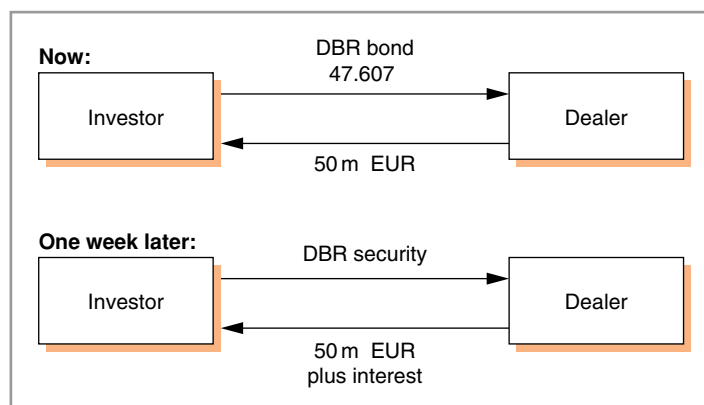 Now:
DBR bond
47.607
Investor
Dealer
50 m EUR
One week later:
DBR security
Investor
Dealer
50 m EUR
plus interest